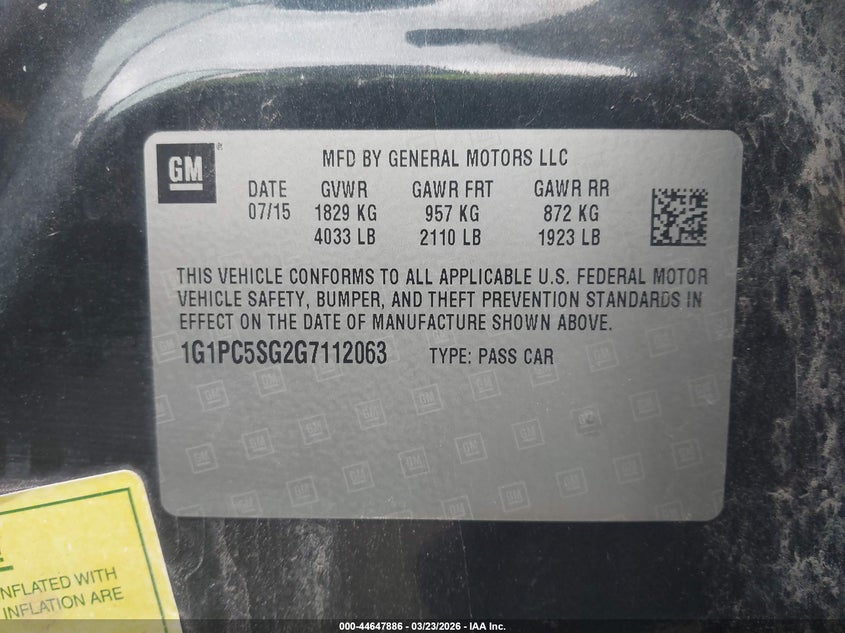 GM ®
MFD BY GENERAL MOTORS LLC
DATE GVWR GAWR FRT GAWR RR
07/15 1829 KG 957 KG 872 KG
4033 LB 2110 LB 1923 LB
THIS VEHICLE CONFORMS TO ALL APPLICABLE U.S. FEDERAL MOTOR
VEHICLE SAFETY, BUMPER, AND THEFT PREVENTION STANDARDS IN
EFFECT ON THE DATE OF MANUFACTURE SHOWN ABOVE.
1G1PC5SG2G7112063 TYPE: PASS CAR
INFLATED WITH
INFLATION ARE
000-44647886 - 03/23/2026 - IAA Inc.